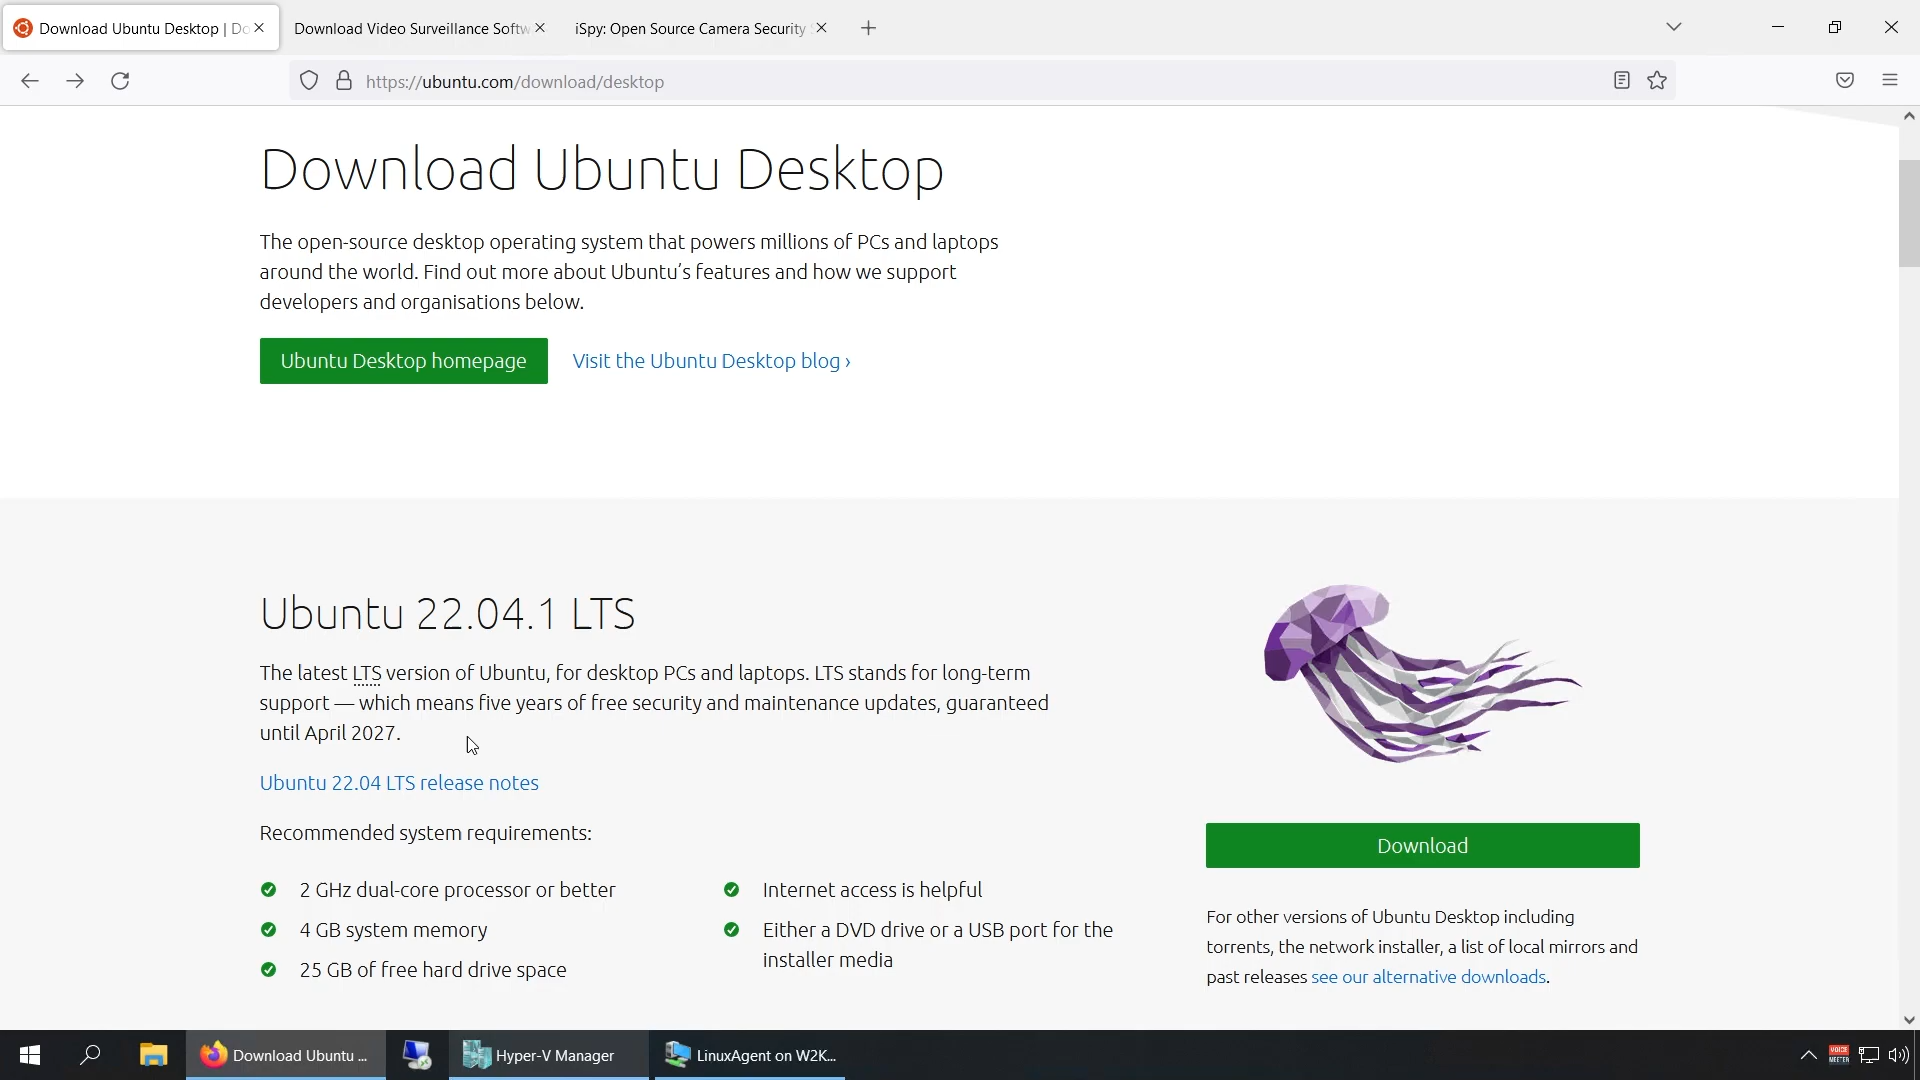 Download Ubuntu Desktop | Do
Download Video Surveillance Softw
iSpy: Open Source Camera Security
https://ubuntu.com/download/desktop
Download Ubuntu Desktop
The open-source desktop operating system that powers millions of PCs and laptops
around the world. Find out more about Ubuntu’s features and how we support
developers and organisations below.
Ubuntu Desktop homepage
Visit the Ubuntu Desktop blog ›
Ubuntu 22.04.1 LTS
The latest LTS version of Ubuntu, for desktop PCs and laptops. LTS stands for long-term
support — which means five years of free security and maintenance updates, guaranteed
until April 2027.
Ubuntu 22.04 LTS release notes
Recommended system requirements:
2 GHz dual-core processor or better
4 GB system memory
25 GB of free hard drive space
Internet access is helpful
Either a DVD drive or a USB port for the
installer media
Download
For other versions of Ubuntu Desktop including
torrents, the network installer, a list of local mirrors and
past releases see our alternative downloads.
Download Ubuntu ...
Hyper-V Manager
LinuxAgent on W2K...
VOICE
MEETER